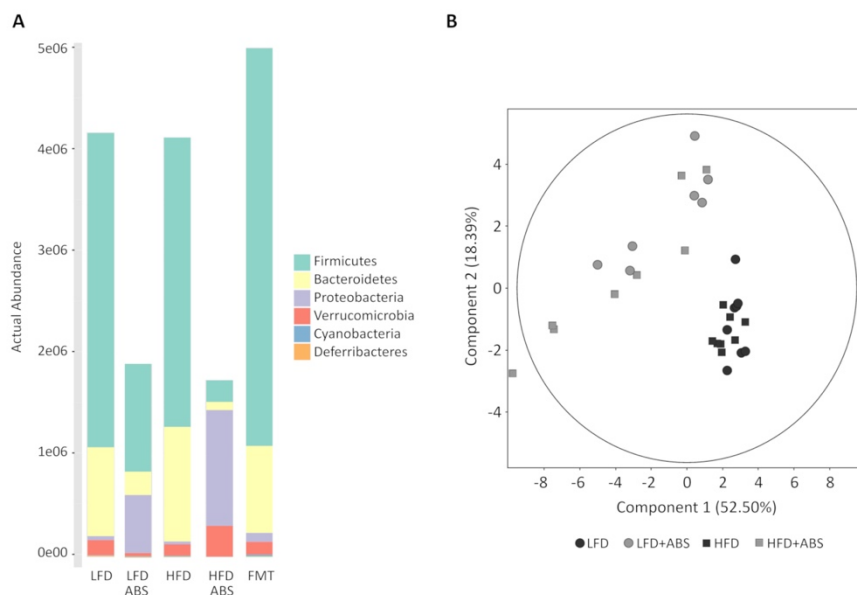 A
B
Actual Abundance
5e06
4e06
3e06
2e06
1e06
0e00
LFD
LFD
ABS
HFD
HFD
ABS
FMT
Firmicutes
Bacteroidetes
Proteobacteria
Verrucomicrobia
Cyanobacteria
Deferribacteres
Component 2 (18.39%)
4
2
0
-2
-4
-8 -6 -4 -2 0 2 4 6 8
Component 1 (52.50%)
LFD LFD+ABS HFD HFD+ABS